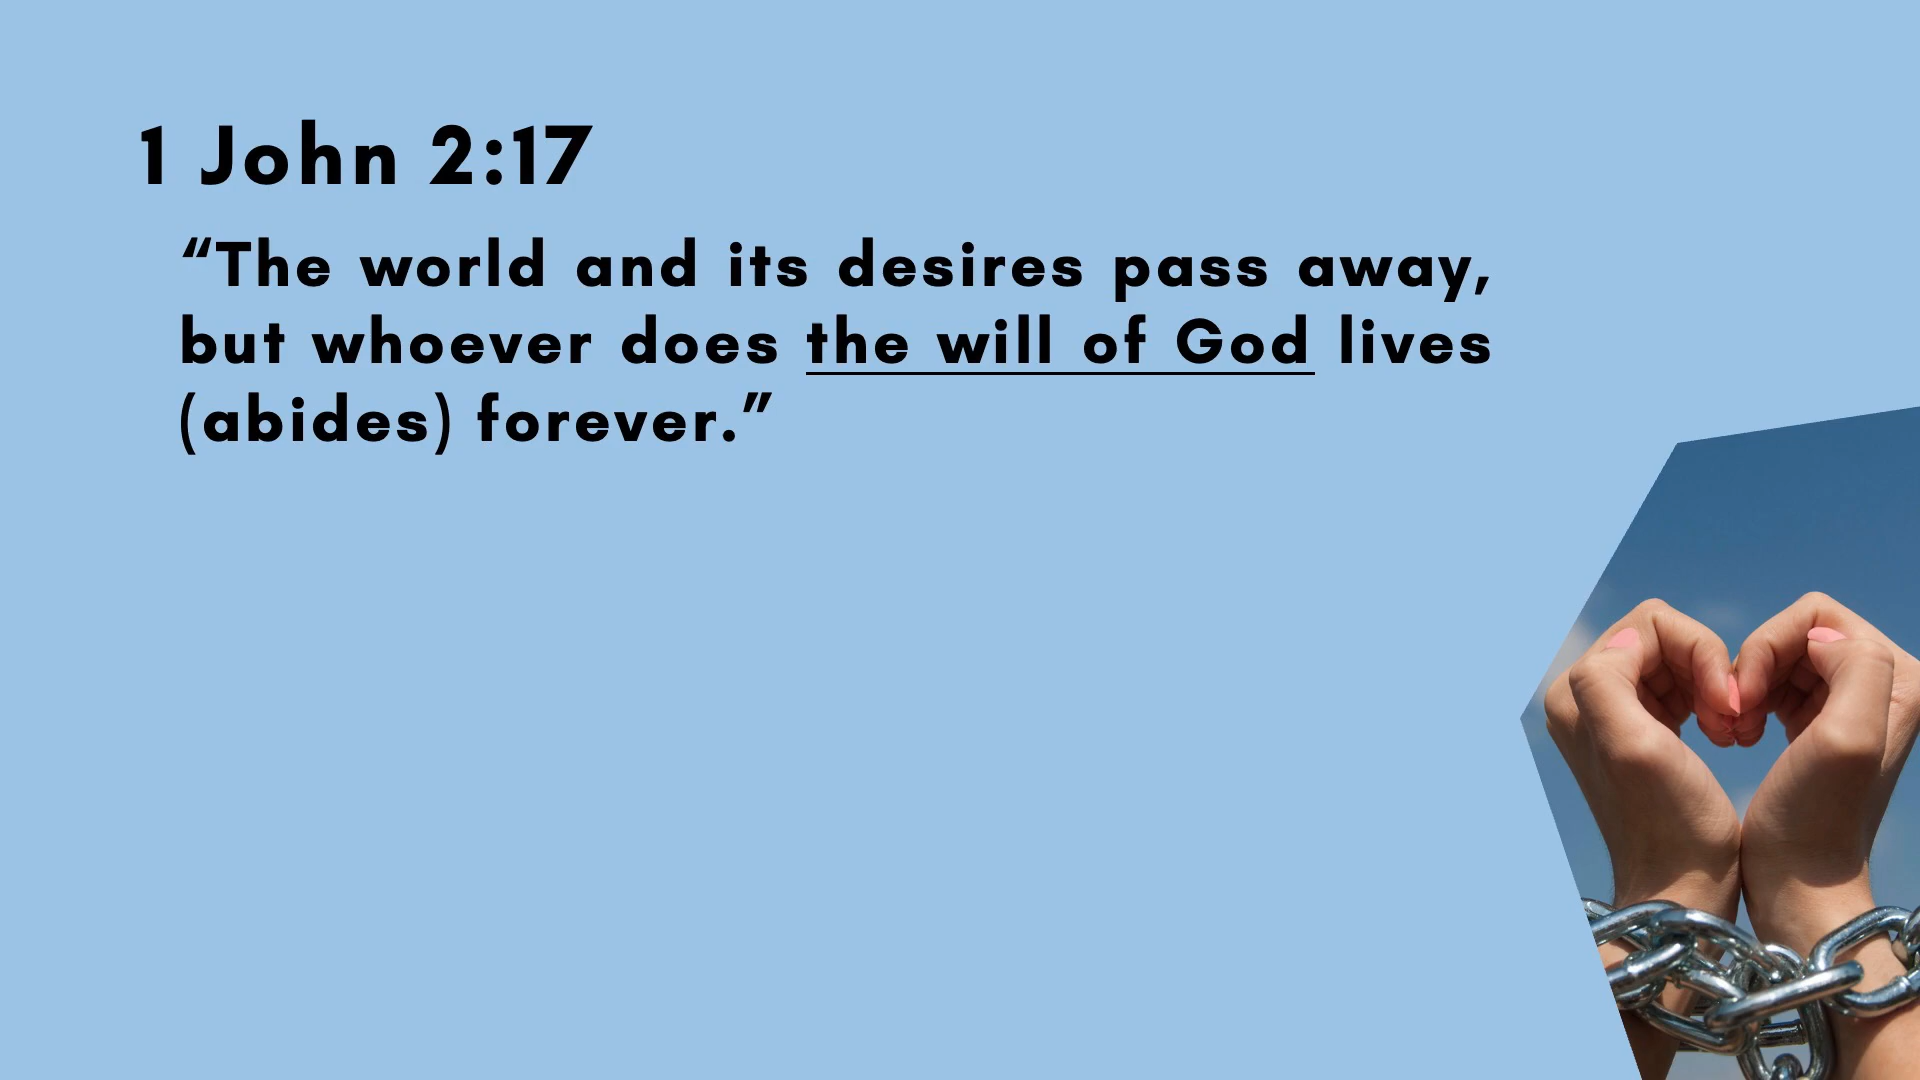 1 John 2:17
“The world and its desires pass away,
but whoever does the will of God lives
(abides) forever.”